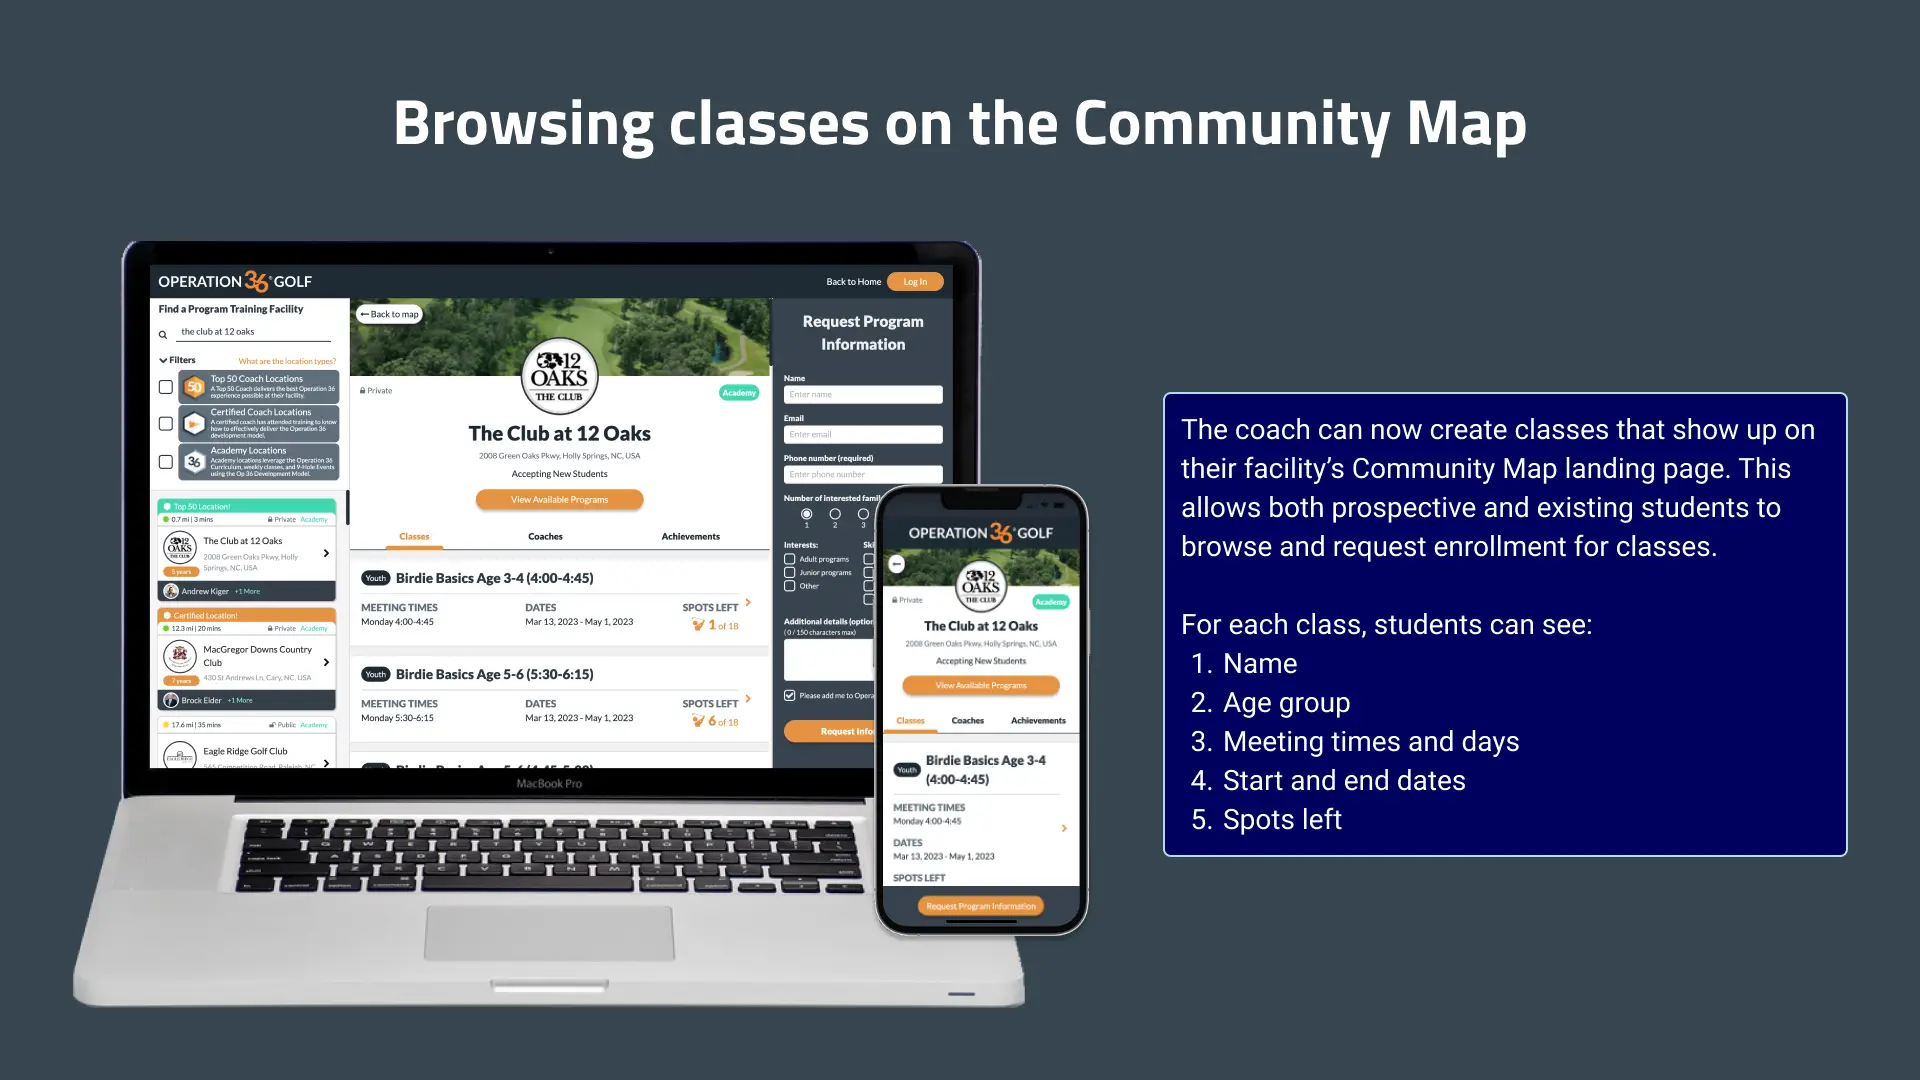 Browsing classes on the Community Map
OPERATION 36® GOLF
Back to Home
Log In
Find a Program Training Facility
the club at 12 oaks
Filters
What are the location types?
50
Top 50 Coach Locations
A Top 50 Coach delivers the best Operation 36
experience possible at their facility.
Certified Coach Locations
A certified coach has attended training to know
how to effectively deliver the Operation 36
development model.
36
Academy Locations
Academy locations leverage the Operation 36
Curriculum, weekly classes, and 9-Hole Events
using the Op 36 Development Model.
Top 50 Location!
0.7 mi | 3 mins
Private
Academy
12
OAKS
THE CLUB
The Club at 12 Oaks
2008 Green Oaks Pkwy, Holly
Springs, NC, USA
5 years
Andrew Kiger
+1 More
Certified Location!
12.3 mi | 20 mins
Private
Academy
MacGregor Downs Country
Club
430 St Andrews Ln, Cary, NC, USA
7 years
Brock Elder
+1 More
17.6 mi | 35 mins
Public
Academy
Eagle Ridge Golf Club
565 Competition Road, Raleigh, NC
Back to map
12
OAKS
THE CLUB
Private
Academy
The Club at 12 Oaks
2008 Green Oaks Pkwy, Holly Springs, NC, USA
Accepting New Students
View Available Programs
Classes
Coaches
Achievements
Youth
Birdie Basics Age 3-4 (4:00-4:45)
MEETING TIMES
DATES
SPOTS LEFT
Monday 4:00-4:45
Mar 13, 2023 - May 1, 2023
1 of 18
Youth
Birdie Basics Age 5-6 (5:30-6:15)
MEETING TIMES
DATES
SPOTS LEFT
Monday 5:30-6:15
Mar 13, 2023 - May 1, 2023
6 of 18
Request Program
Information
Name
Enter name
Email
Enter email
Phone number (required)
Enter phone number
Number of interested famil
1
2
3
Interests:
Ski
Adult programs
Junior programs
Other
Additional details (option
( 0 / 150 characters max)
Please add me to Opera
Request Info
MacBook Pro
OPERATION 36® GOLF
12
OAKS
THE CLUB
Private
Academy
The Club at 12 Oaks
2008 Green Oaks Pkwy, Holly Springs, NC, USA
Accepting New Students
View Available Programs
Classes
Coaches
Achievements
Youth
Birdie Basics Age 3-4
(4:00-4:45)
MEETING TIMES
Monday 4:00-4:45
DATES
Mar 13, 2023 - May 1, 2023
SPOTS LEFT
Request Program Information
The coach can now create classes that show up on
their facility’s Community Map landing page. This
allows both prospective and existing students to
browse and request enrollment for classes.
For each class, students can see:
1. Name
2. Age group
3. Meeting times and days
4. Start and end dates
5. Spots left